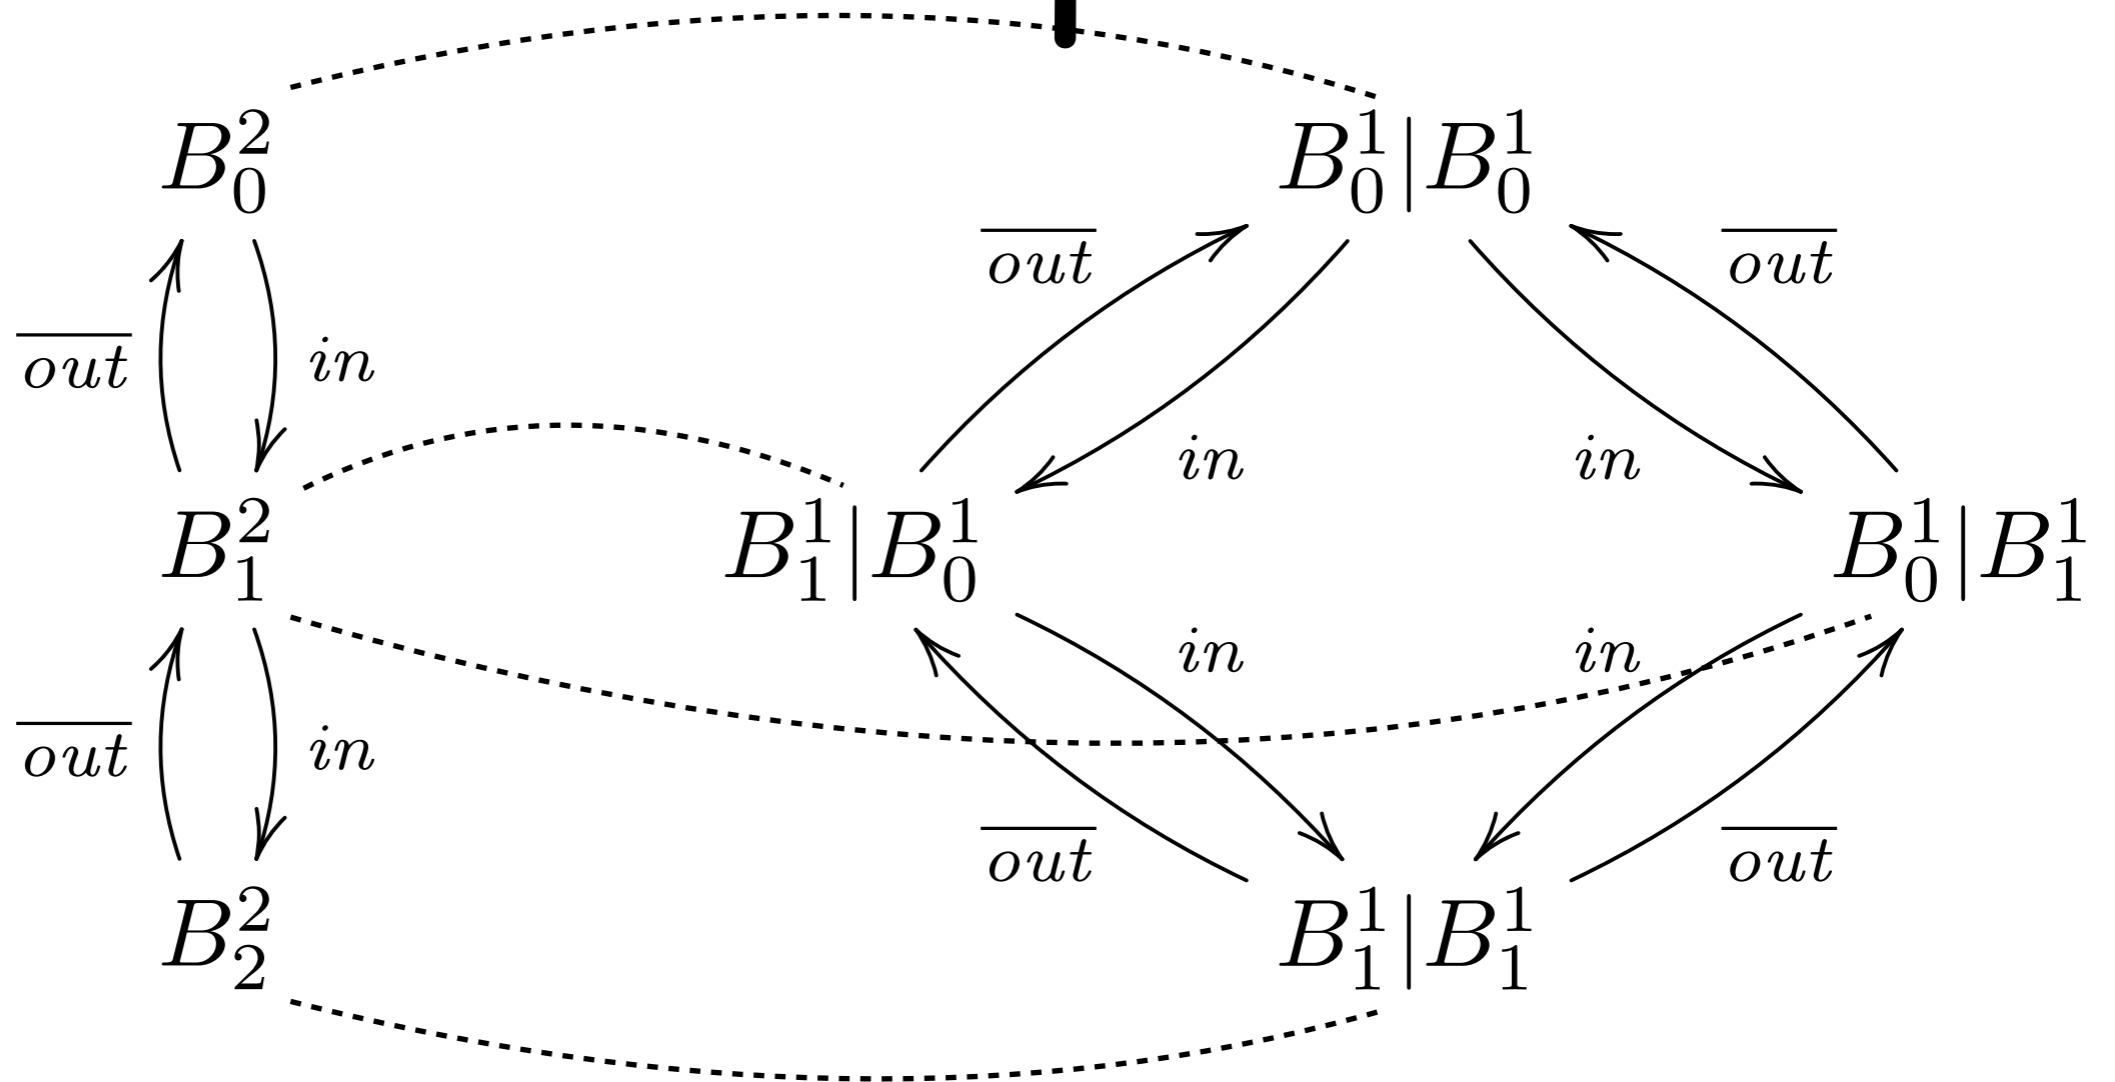 $B_0^2$ $B_0^1|B_0^1$
$\overline{out}$ $\overline{out}$
$\overline{out}$ $in$
$in$ $in$
$B_1^2$ $B_1^1|B_0^1$ $B_0^1|B_1^1$
$in$ $in$
$\overline{out}$ $in$
$\overline{out}$ $\overline{out}$
$B_2^2$ $B_1^1|B_1^1$